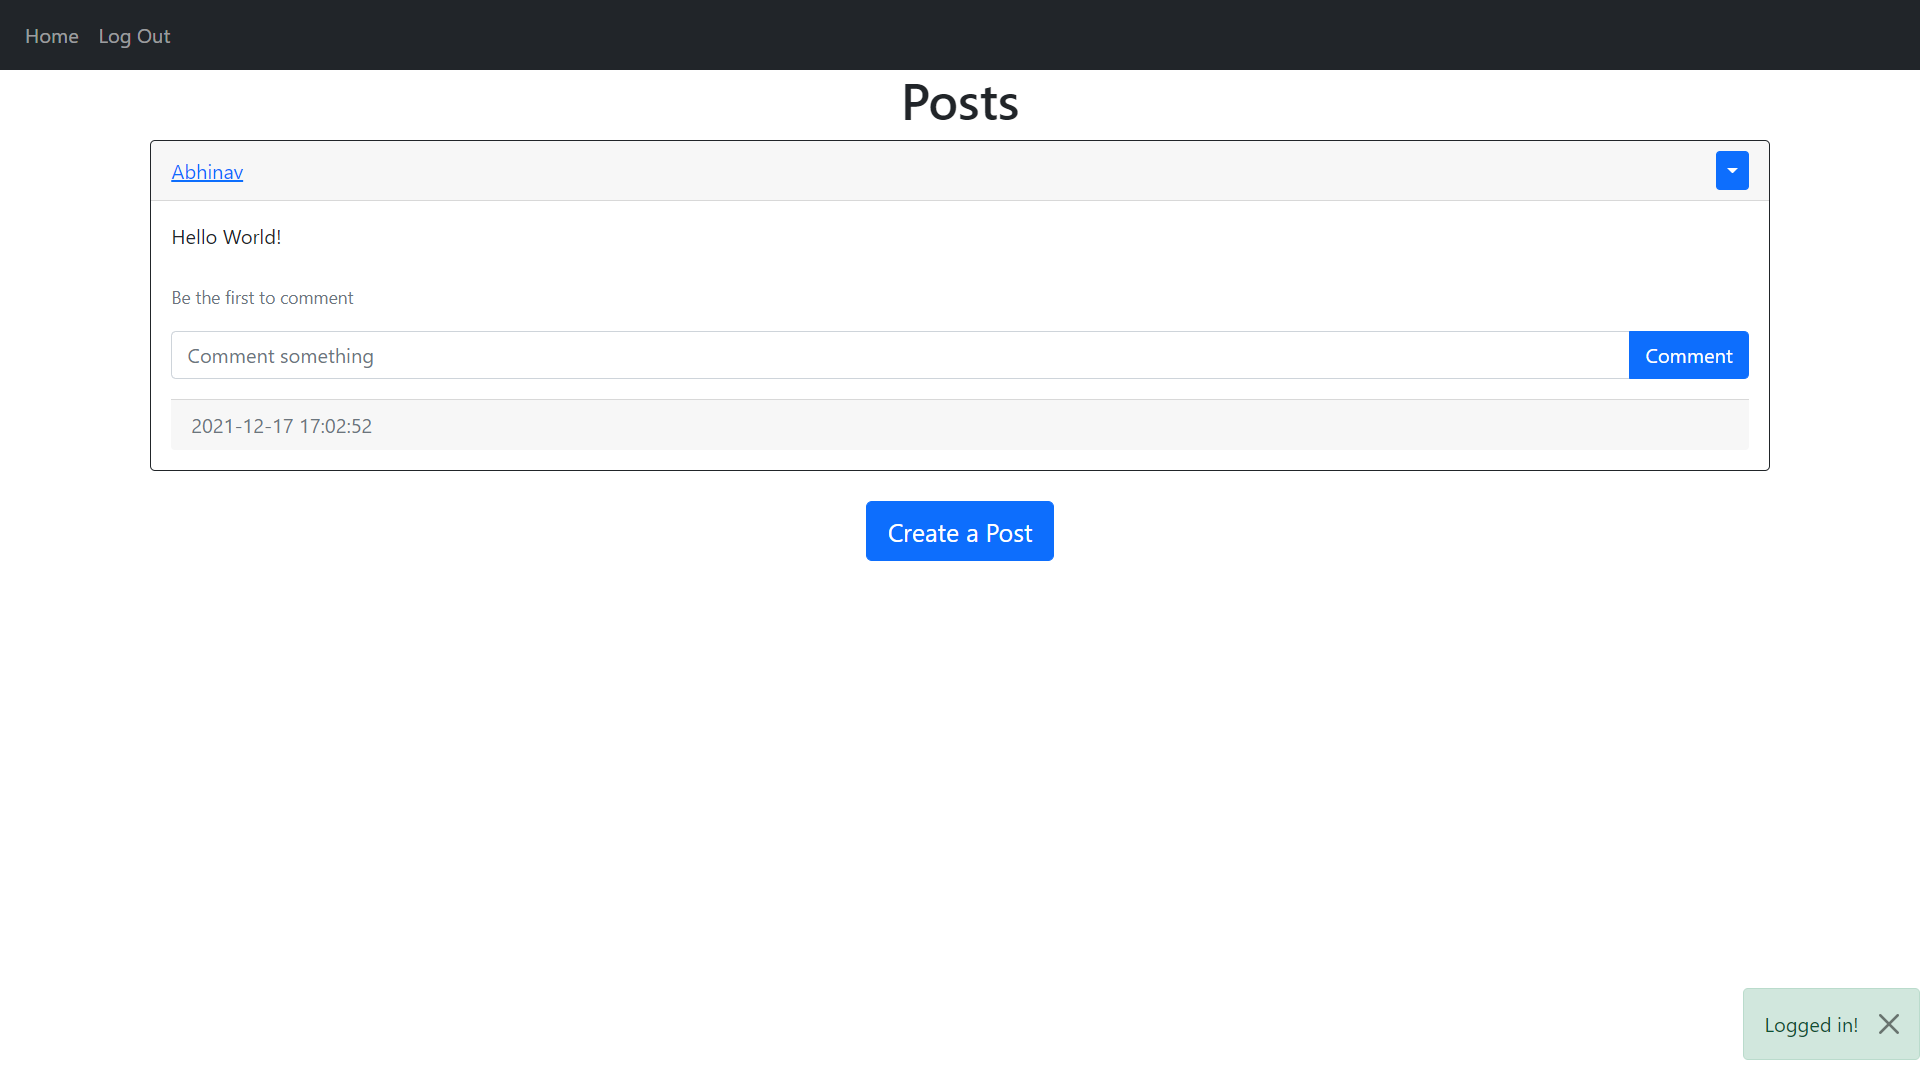 Home Log Out
Posts
Abhinav
Hello World!
Be the first to comment
Comment something Comment
2021-12-17 17:02:52
Create a Post
Logged in!